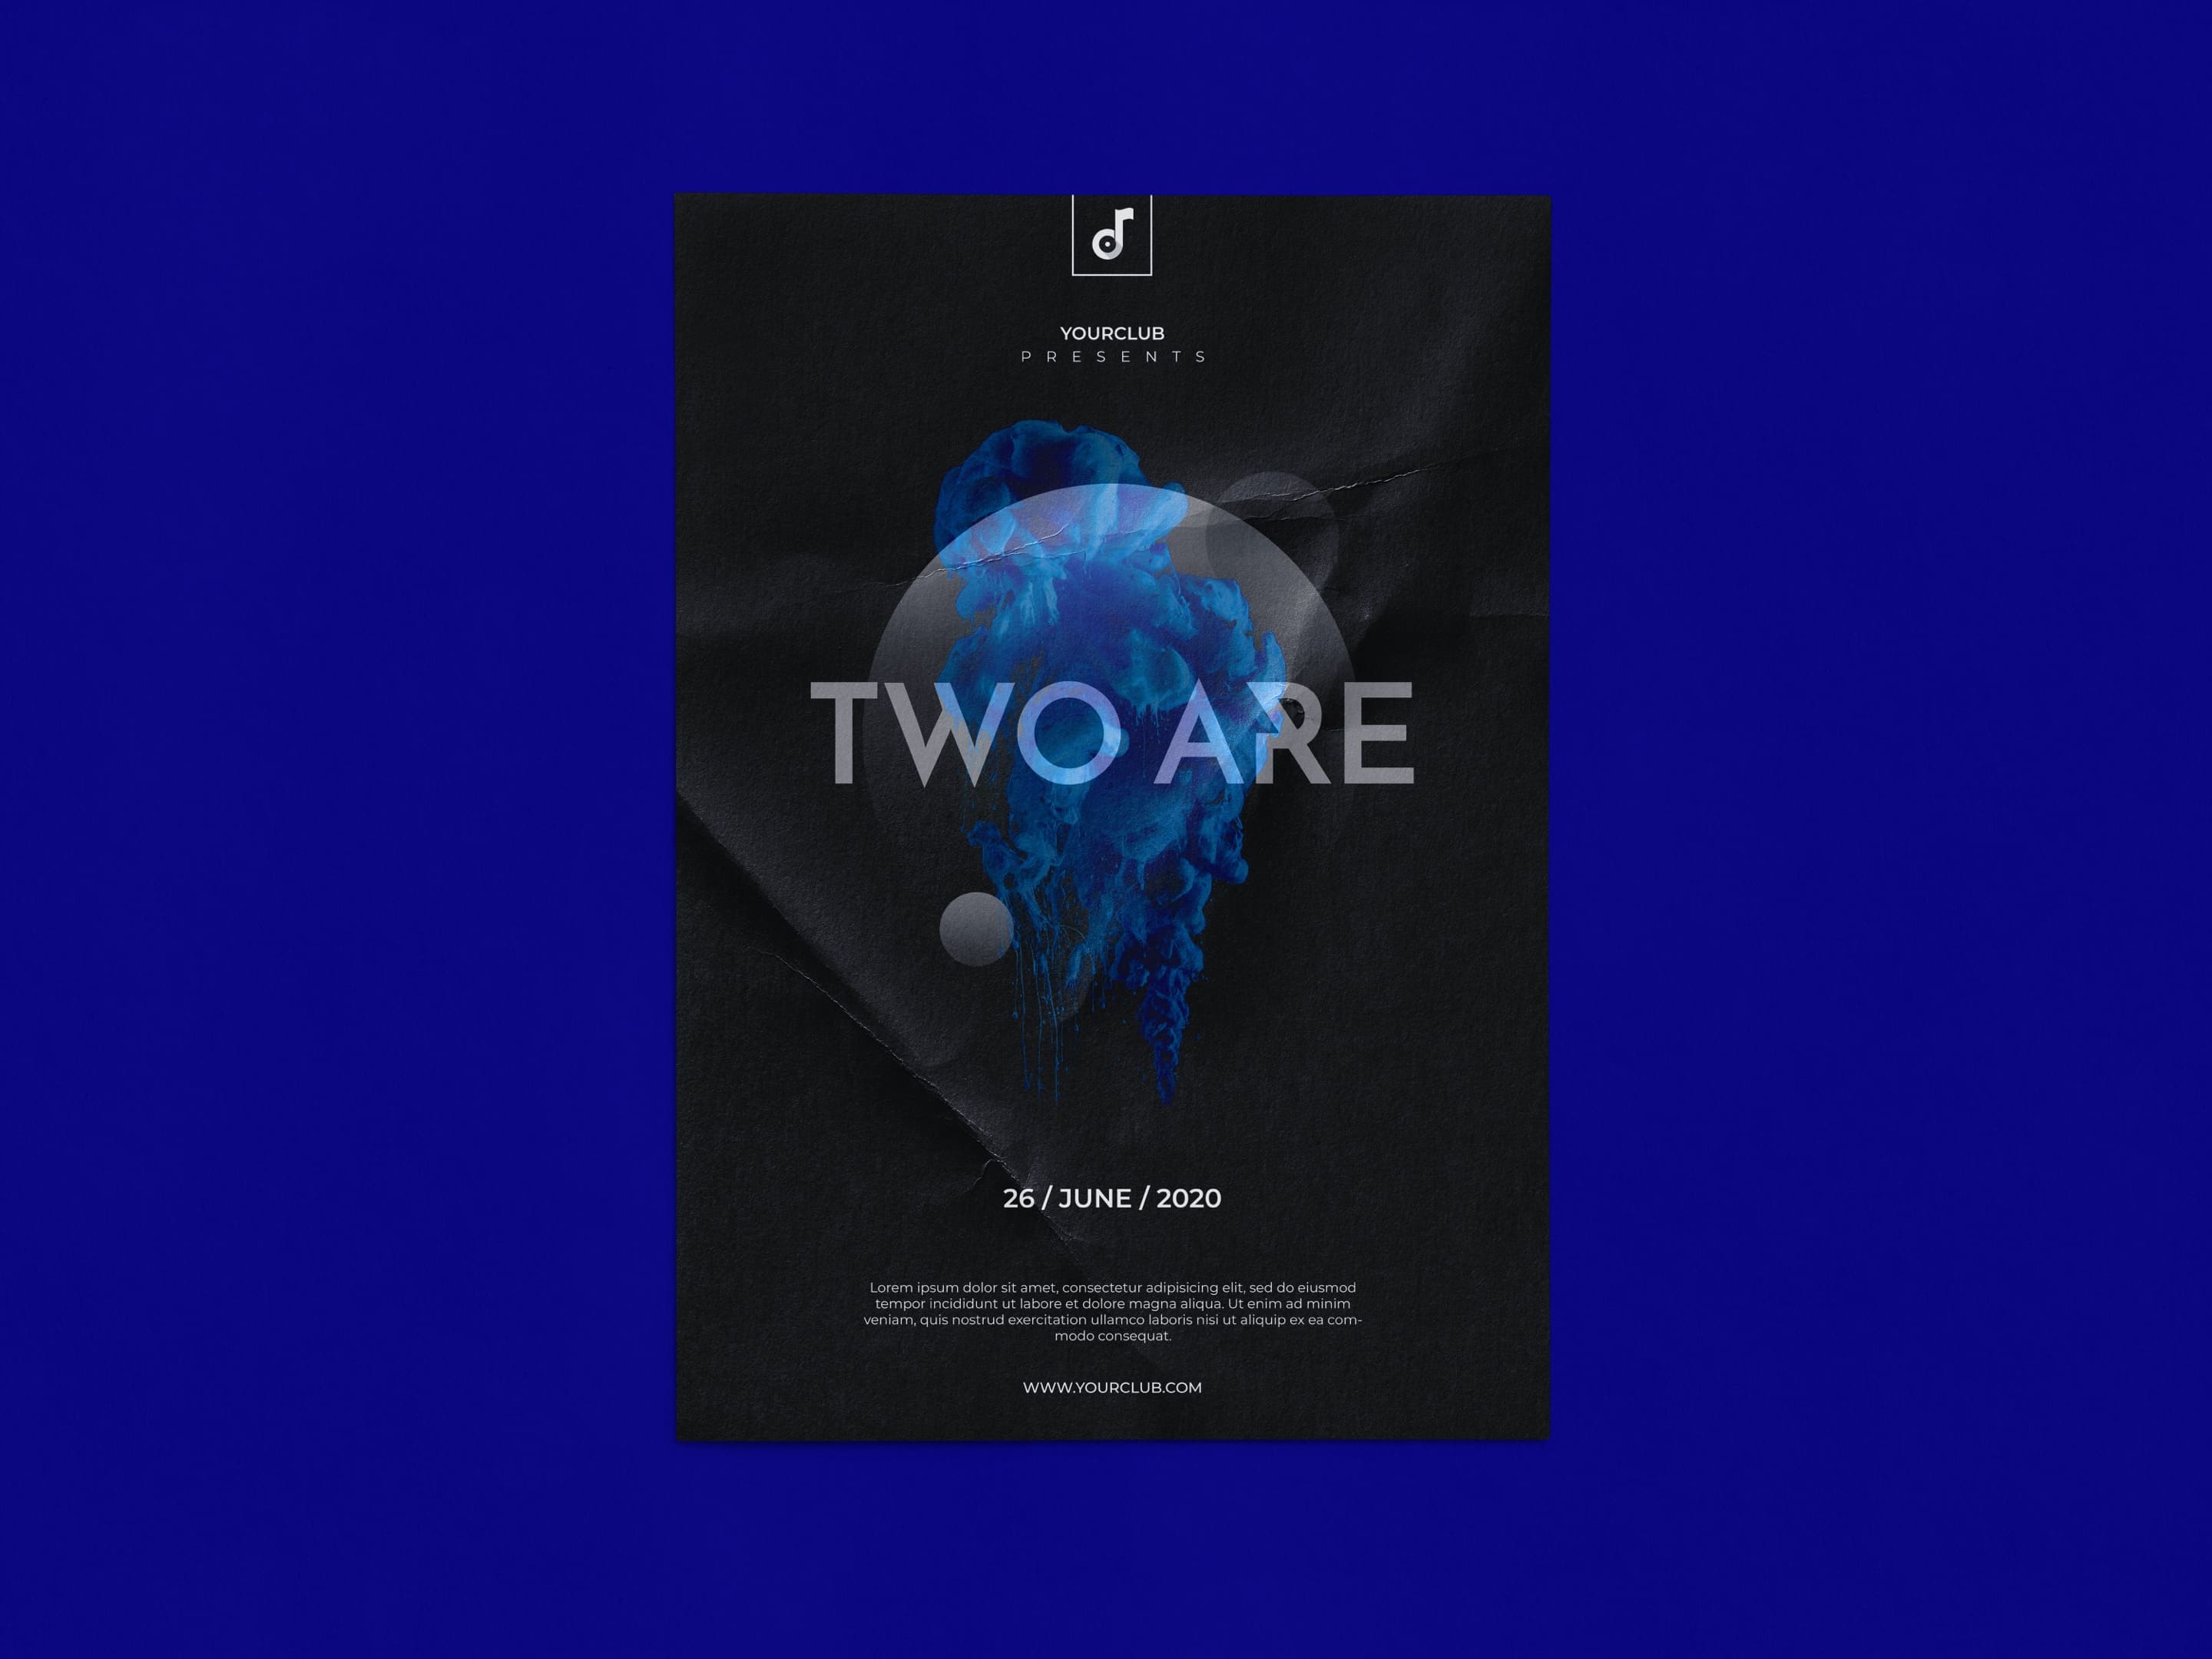 YOURCLUB
PRESENTS
TWO ARE
26 / JUNE / 2020
Lorem ipsum dolor sit amet, consectetur adipisicing elit, sed do eiusmod
tempor incididunt ut labore et dolore magna aliqua. Ut enim ad minim
veniam, quis nostrud exercitation ullamco laboris nisi ut aliquip ex ea com-
modo consequat.
WWW.YOURCLUB.COM